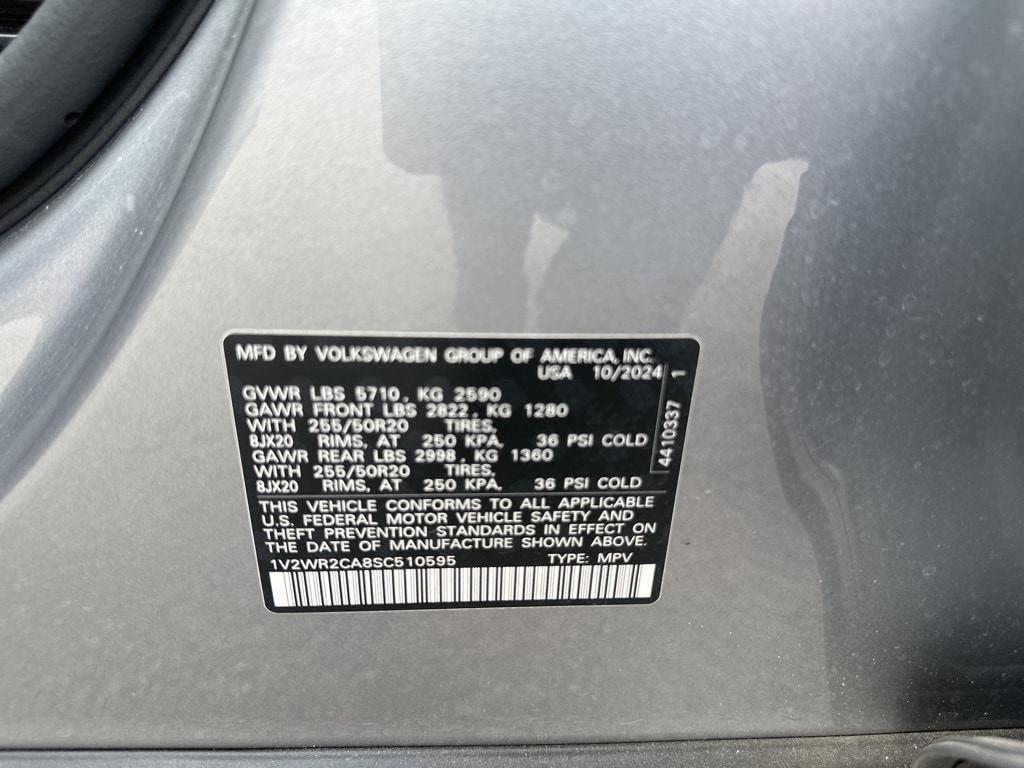 MFD BY VOLKSWAGEN GROUP OF AMERICA, INC.
USA 10/2024
GVWR LBS 5710, KG 2590
GAWR FRONT LBS 2822, KG 1280
WITH 255/50R20 TIRES,
8JX20 RIMS, AT 250 KPA, 36 PSI COLD
GAWR REAR LBS 2998, KG 1360
WITH 255/50R20 TIRES,
8JX20 RIMS, AT 250 KPA, 36 PSI COLD
4410337 1
THIS VEHICLE CONFORMS TO ALL APPLICABLE
U.S. FEDERAL MOTOR VEHICLE SAFETY AND
THEFT PREVENTION STANDARDS IN EFFECT ON
THE DATE OF MANUFACTURE SHOWN ABOVE.
1V2WR2CA8SC510595 TYPE: MPV